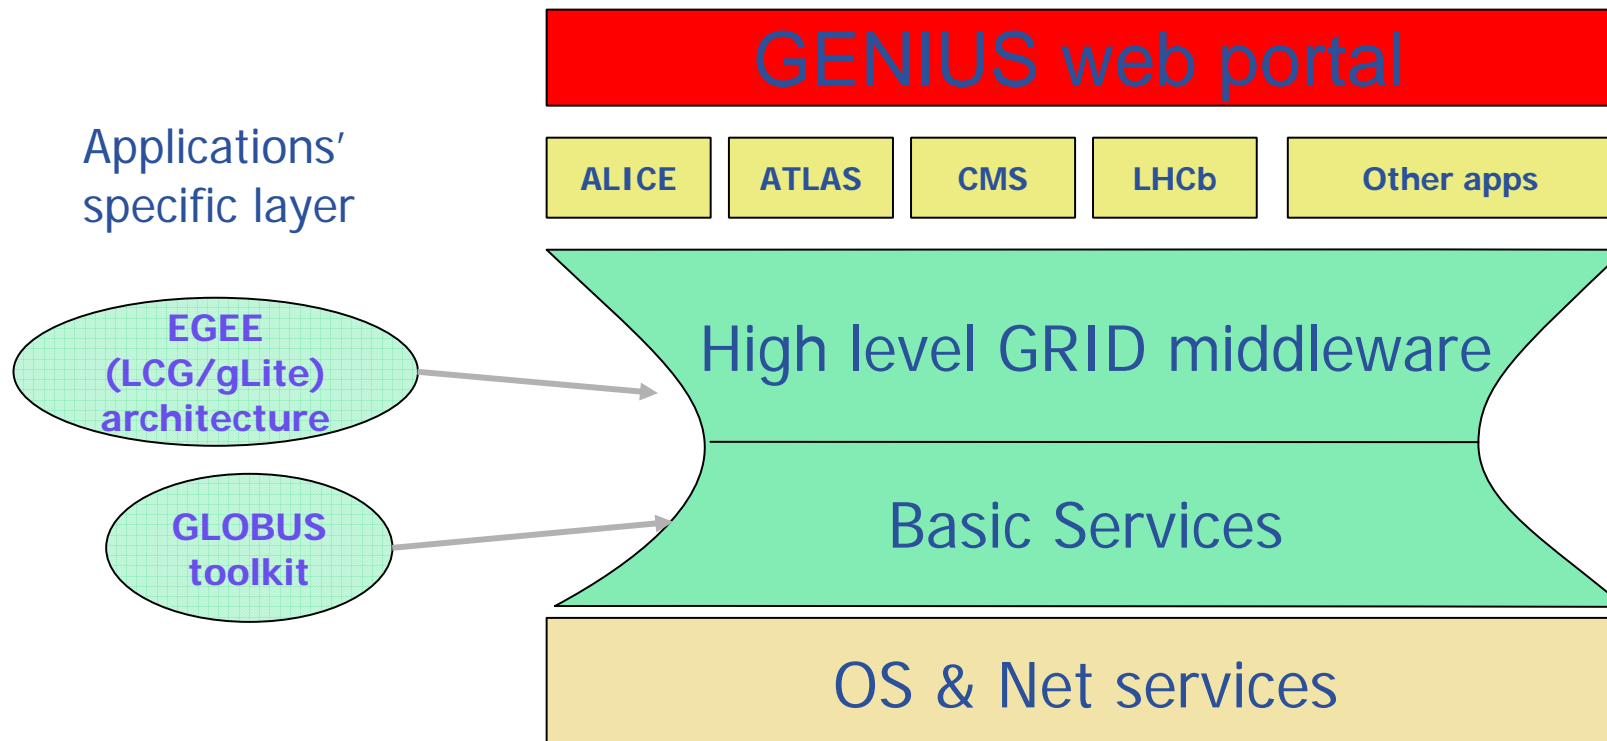 GENIUS web portal
Applications'
specific layer
ALICE
ATLAS
CMS
LHCb
Other apps
EGEE
(LCG/gLite)
architecture
High level GRID middleware
GLOBUS
toolkit
Basic Services
OS & Net services